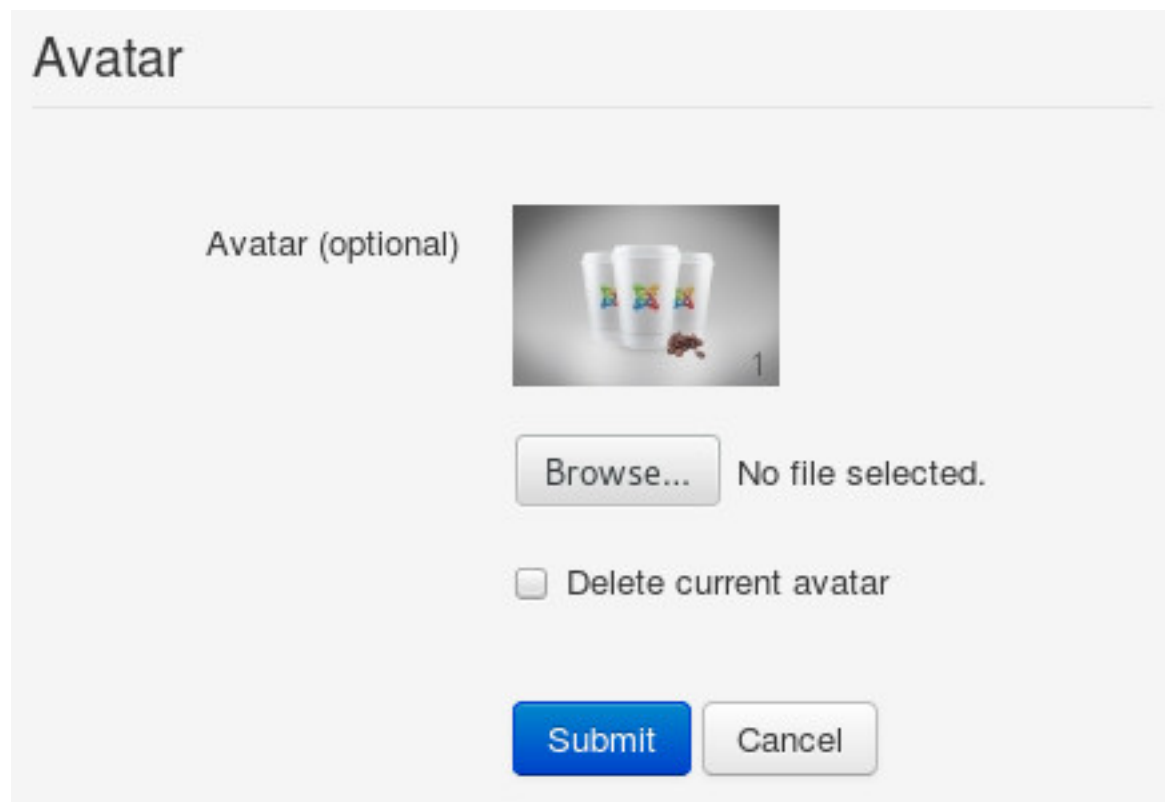 Avatar
Avatar (optional)
1
Browse...
No file selected.
Delete current avatar
Submit
Cancel